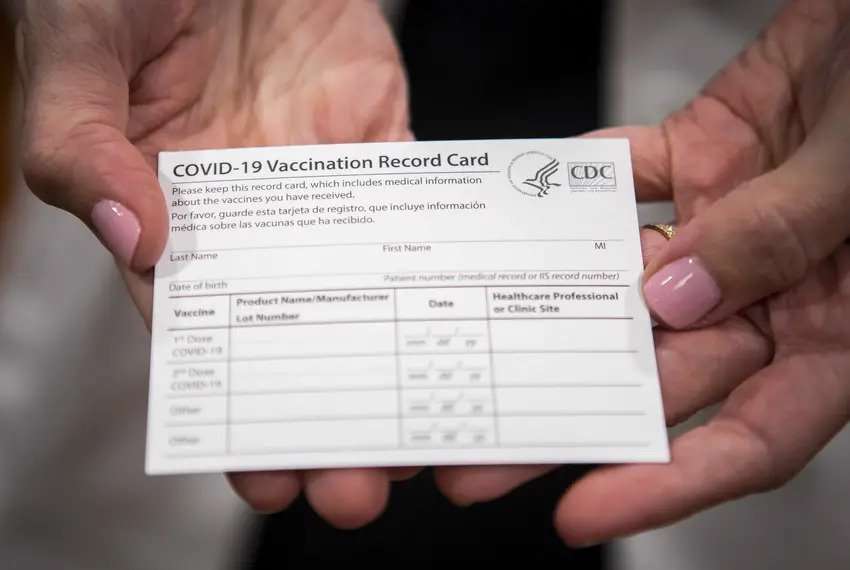 COVID-19 Vaccination Record Card
CDC
Please keep this record card, which includes medical information
about the vaccines you have received.
Por favor, guarde esta tarjeta de registro, que incluye información
médica sobre las vacunas que ha recibido.
Last Name First Name MI
Date of birth Patient number (medical record or IIS record number)
Vaccine Product Name/Manufacturer Date Healthcare Professional
Lot Number or Clinic Site
1st Dose
COVID-19
mm dd yy
2nd Dose
COVID-19
mm dd yy
Other
mm dd yy
Other
mm dd yy